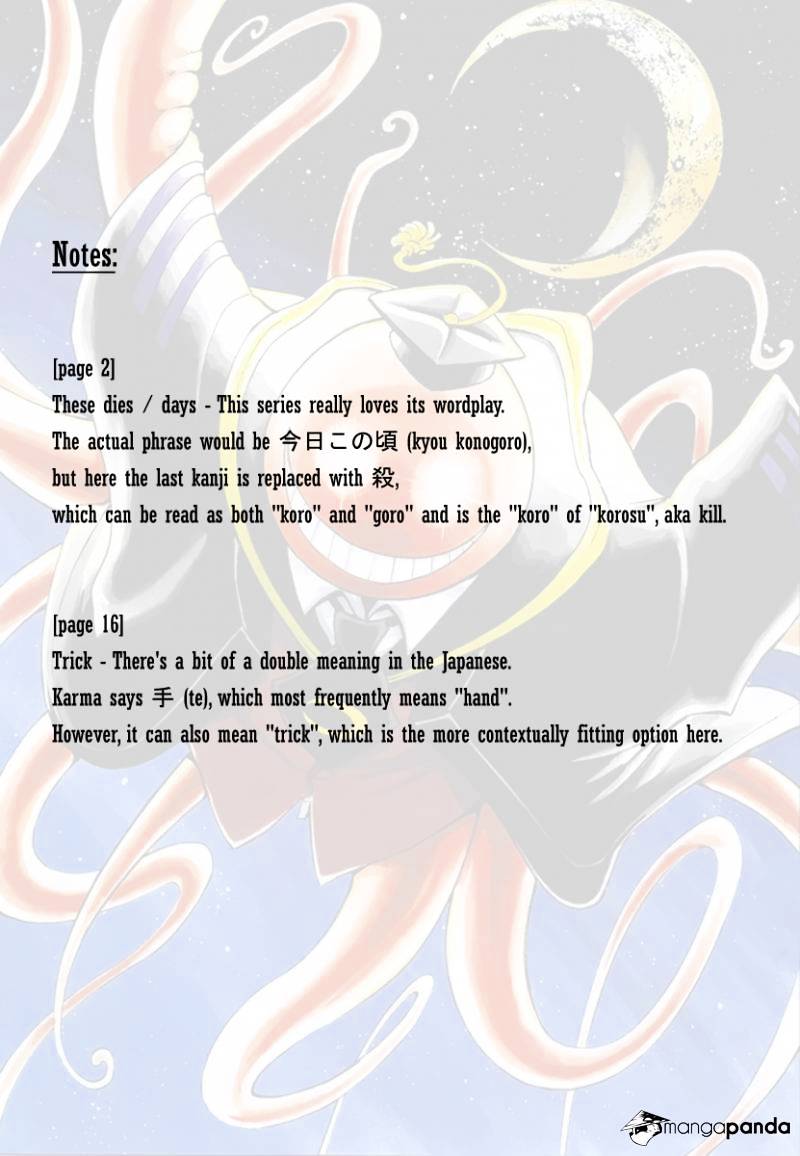 Notes:
[page 2]
These dies / days - This series really loves its wordplay.
The actual phrase would be 今日この頃 (kyou konogoro),
but here the last kanji is replaced with 殺,
which can be read as both "koro" and "goro" and is the "koro" of "korosu", aka kill.
[page 16]
Trick - There's a bit of a double meaning in the Japanese.
Karma says 手 (te), which most frequently means "hand".
However, it can also mean "trick", which is the more contextually fitting option here.
mangapanda